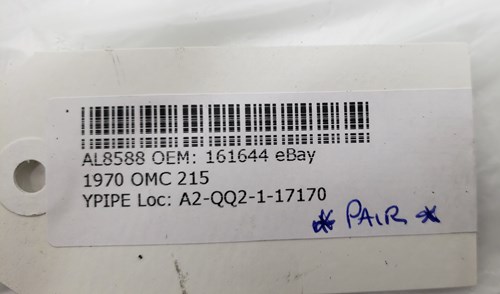 AL8588 OEM: 161644 eBay
1970 OMC 215
YPIPE Loc: A2-QQ2-1-17170
* PAIR *